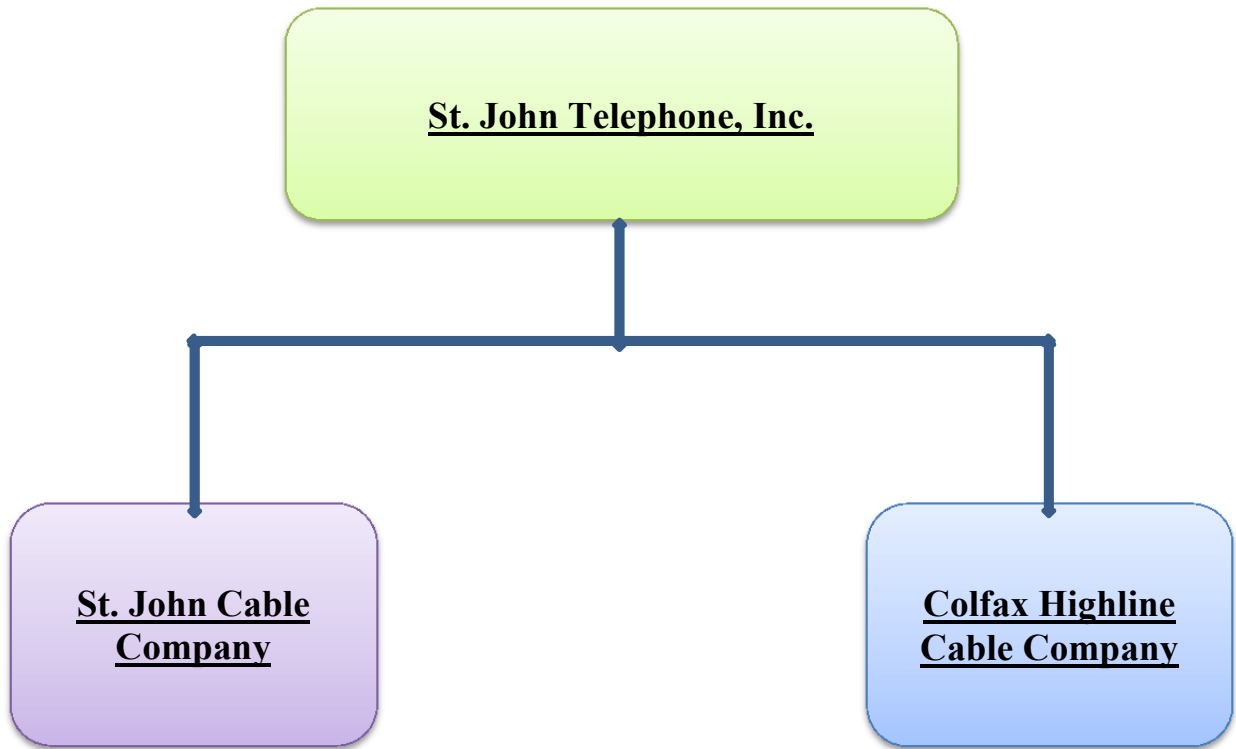 St. John Telephone, Inc.
St. John Cable
Company
Colfax Highline
Cable Company